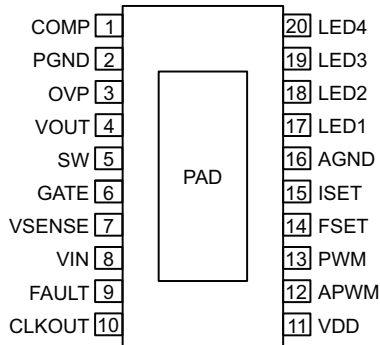 COMP 1 20 LED4
PGND 2 19 LED3
OVP 3 18 LED2
VOUT 4 17 LED1
SW 5 16 AGND
GATE 6 PAD 15 ISET
VSENSE 7 14 FSET
VIN 8 13 PWM
FAULT 9 12 APWM
CLKOUT 10 11 VDD